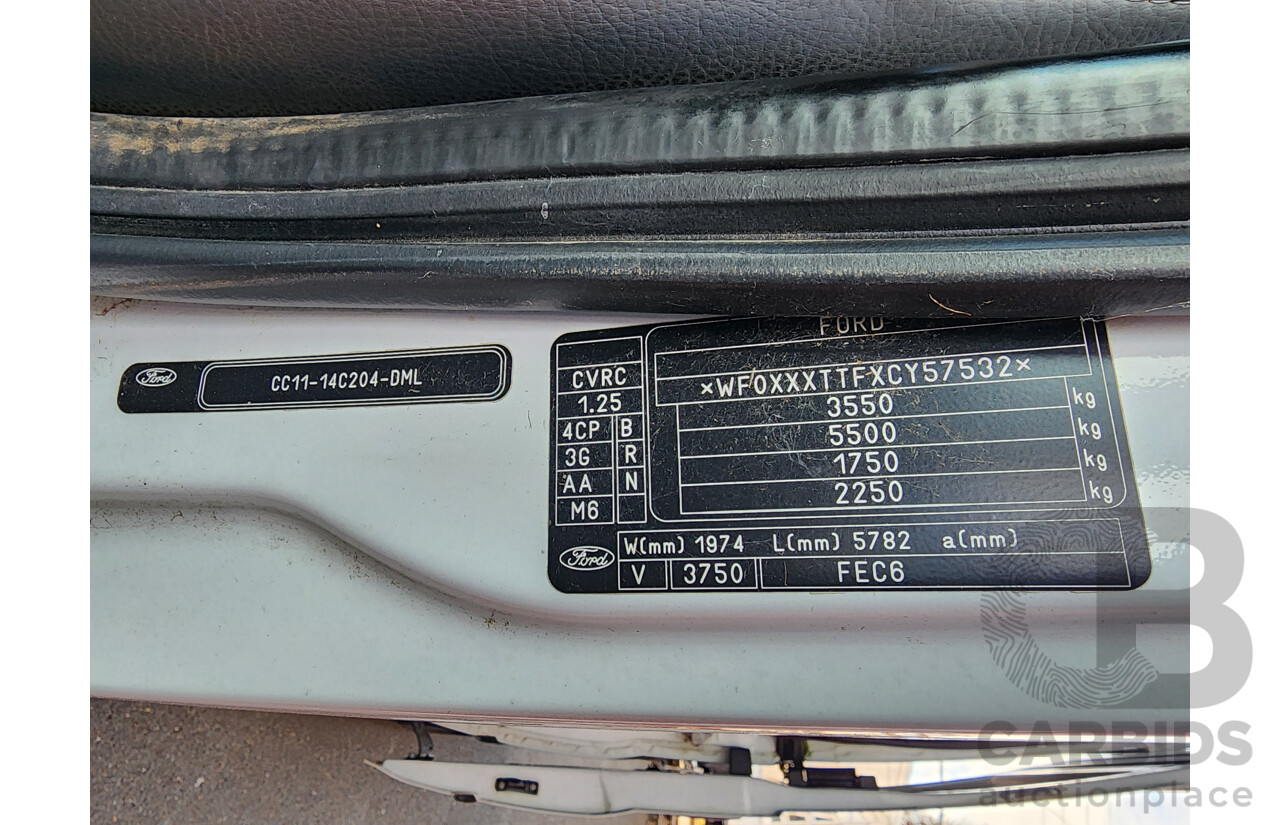 Ford
CC11-14C204-DML
FORD
CVRC
×WF0XXXTTFXCY57532×
1.25
3550 kg
4CP B
5500 kg
3G R
1750 kg
AA N
2250 kg
M6
Ford
W(mm) 1974 L(mm) 5782 a(mm)
V 3750 FEC6
CB
CARBIDS
auctionplace